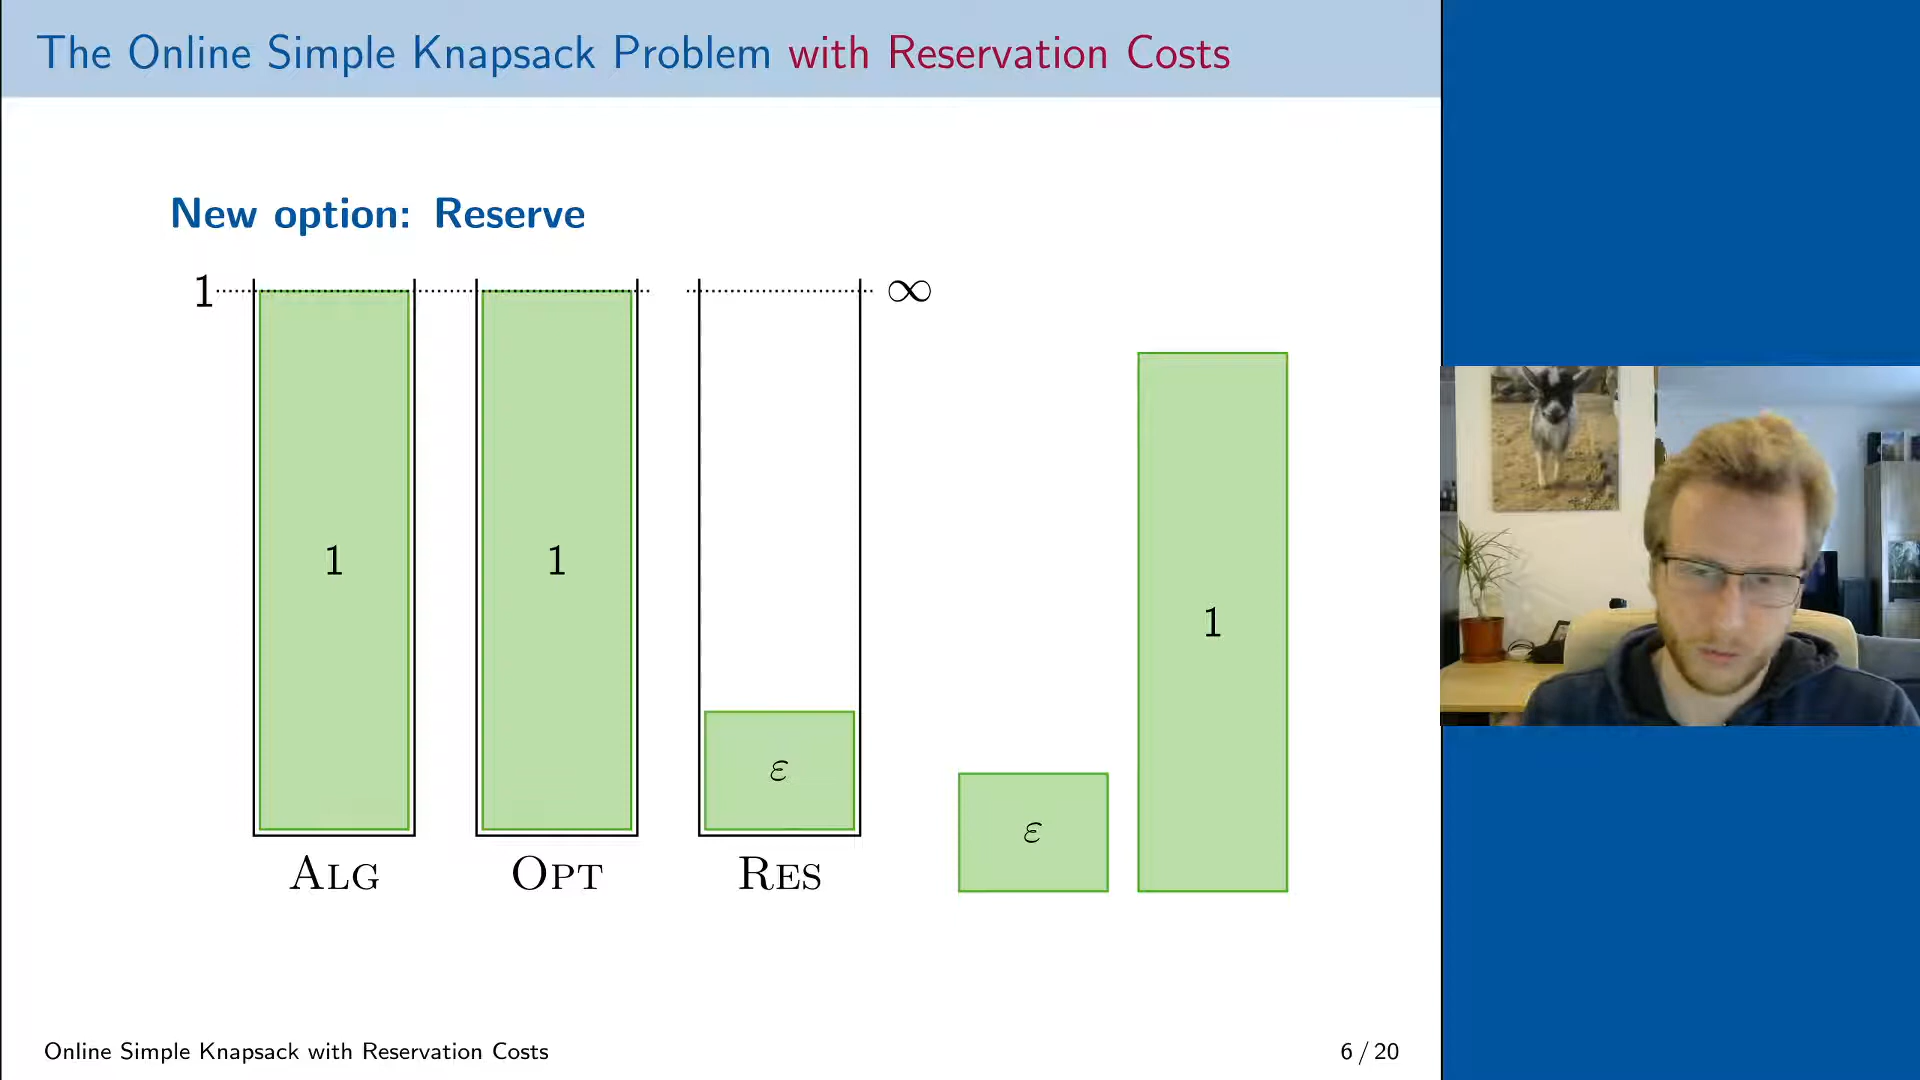 The Online Simple Knapsack Problem with Reservation Costs
New option: Reserve
1
∞
1
1
ε
ε
1
ALG
OPT
RES
Online Simple Knapsack with Reservation Costs
6 / 20